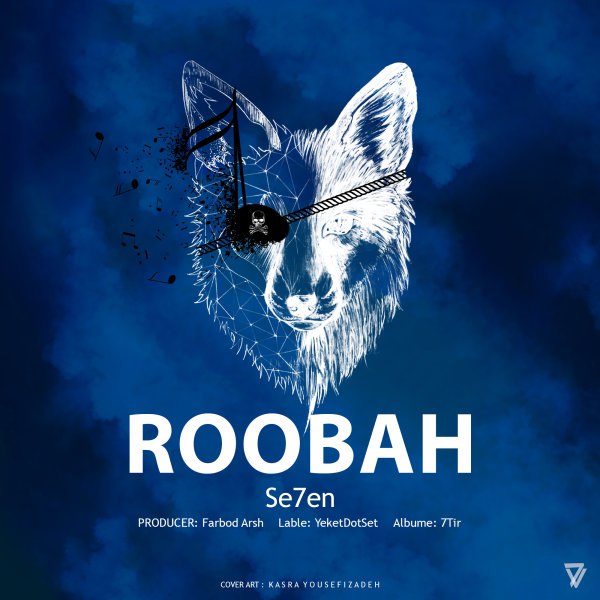 ROOBAH
Se7en
PRODUCER: Farbod Arsh Lable: YeketDotSet Albume: 7Tir
COVER ART : KASRA YOUSEFIZADEH